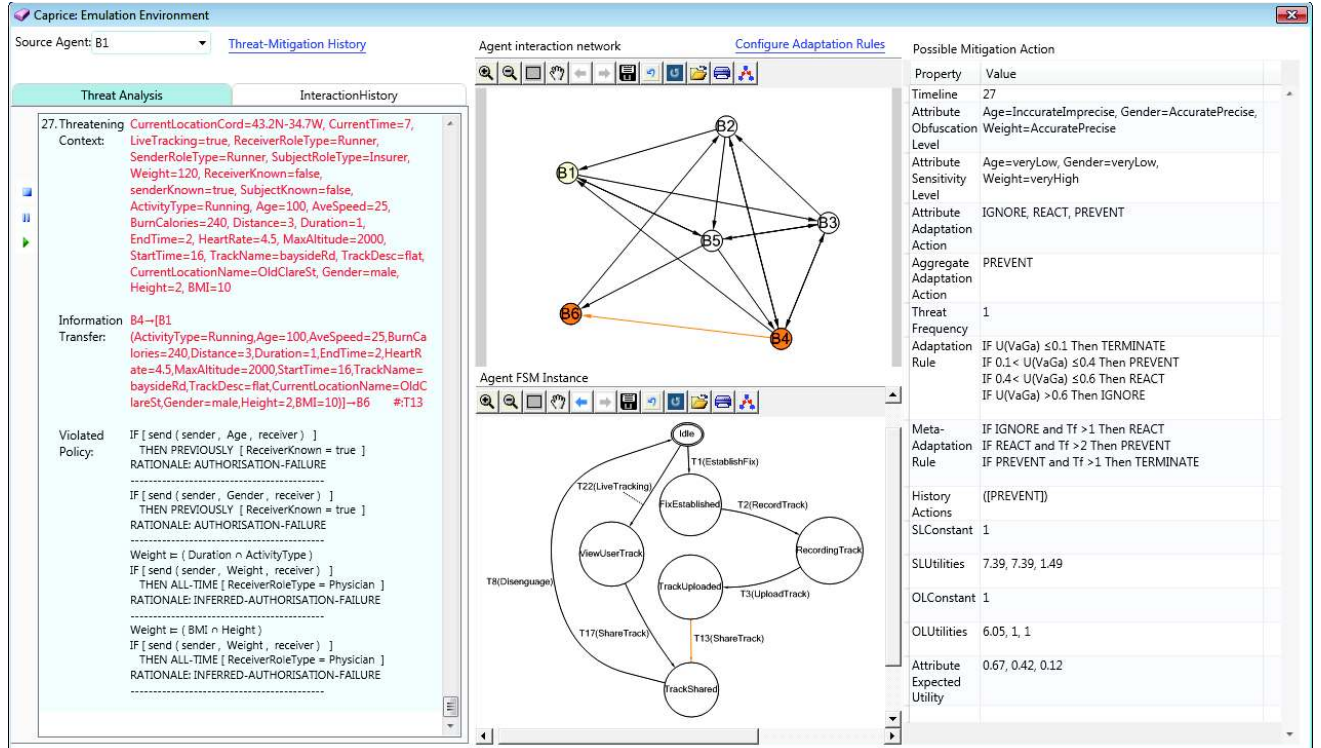 Caprice: Emulation Environment
Source Agent: B1
Threat-Mitigation History
Threat Analysis
InteractionHistory
27. Threatening Context:
CurrentLocationCord=43.2N-34.7W, CurrentTime=7,
LiveTracking=true, ReceiverRoleType=Runner,
SenderRoleType=Runner, SubjectRoleType=Insurer,
Weight=120, ReceiverKnown=false,
senderKnown=true, SubjectKnown=false,
ActivityType=Running, Age=100, AveSpeed=25,
BurnCalories=240, Distance=3, Duration=1,
EndTime=2, HeartRate=4.5, MaxAltitude=2000,
StartTime=16, TrackName=baysideRd, TrackDesc=flat,
CurrentLocationName=OldClareSt, Gender=male,
Height=2, BMI=10
Information Transfer:
B4→[B1
(ActivityType=Running,Age=100,AveSpeed=25,BurnCa
lories=240,Distance=3,Duration=1,EndTime=2,HeartR
ate=4.5,MaxAltitude=2000,StartTime=16,TrackName=
baysideRd,TrackDesc=flat,CurrentLocationName=OldC
lareSt,Gender=male,Height=2,BMI=10)]→B6 #:T13
Violated Policy:
IF [ send ( sender , Age , receiver ) ]
THEN PREVIOUSLY [ ReceiverKnown = true ]
RATIONALE: AUTHORISATION-FAILURE
--------------------------------------------
IF [ send ( sender , Gender , receiver ) ]
THEN PREVIOUSLY [ ReceiverKnown = true ]
RATIONALE: AUTHORISATION-FAILURE
--------------------------------------------
Weight ⊨ ( Duration ∩ ActivityType )
IF [ send ( sender , Weight , receiver ) ]
THEN ALL-TIME [ ReceiverRoleType = Physician ]
RATIONALE: INFERRED-AUTHORISATION-FAILURE
--------------------------------------------
Weight ⊨ ( BMI ∩ Height )
IF [ send ( sender , Weight , receiver ) ]
THEN ALL-TIME [ ReceiverRoleType = Physician ]
RATIONALE: INFERRED-AUTHORISATION-FAILURE
--------------------------------------------
Agent interaction network
Configure Adaptation Rules
B2
B1
B3
B5
B6
B4
Agent FSM Instance
Idle
T1(EstablishFix)
T22(LiveTracking)
FixEstablished
T2(RecordTrack)
ViewUserTrack
RecordingTrack
TrackUploaded
T8(Disenguage)
T3(UploadTrack)
T17(ShareTrack)
T13(ShareTrack)
TrackShared
Possible Mitigation Action
Property Value
Timeline 27
Attribute Obfuscation Level
Age=InccurateImprecise, Gender=AccuratePrecise,
Weight=AccuratePrecise
Attribute Sensitivity Level
Age=veryLow, Gender=veryLow,
Weight=veryHigh
Attribute Adaptation Action
IGNORE, REACT, PREVENT
Aggregate Adaptation Action
PREVENT
Threat Frequency
1
Adaptation Rule
IF U(VaGa) ≤0.1 Then TERMINATE
IF 0.1< U(VaGa) ≤0.4 Then PREVENT
IF 0.4< U(VaGa) ≤0.6 Then REACT
IF U(VaGa) >0.6 Then IGNORE
Meta-Adaptation Rule
IF IGNORE and Tf >1 Then REACT
IF REACT and Tf >2 Then PREVENT
IF PREVENT and Tf >1 Then TERMINATE
History Actions
([PREVENT])
SLConstant 1
SLUtilities 7.39, 7.39, 1.49
OLConstant 1
OLUtilities 6.05, 1, 1
Attribute Expected Utility
0.67, 0.42, 0.12